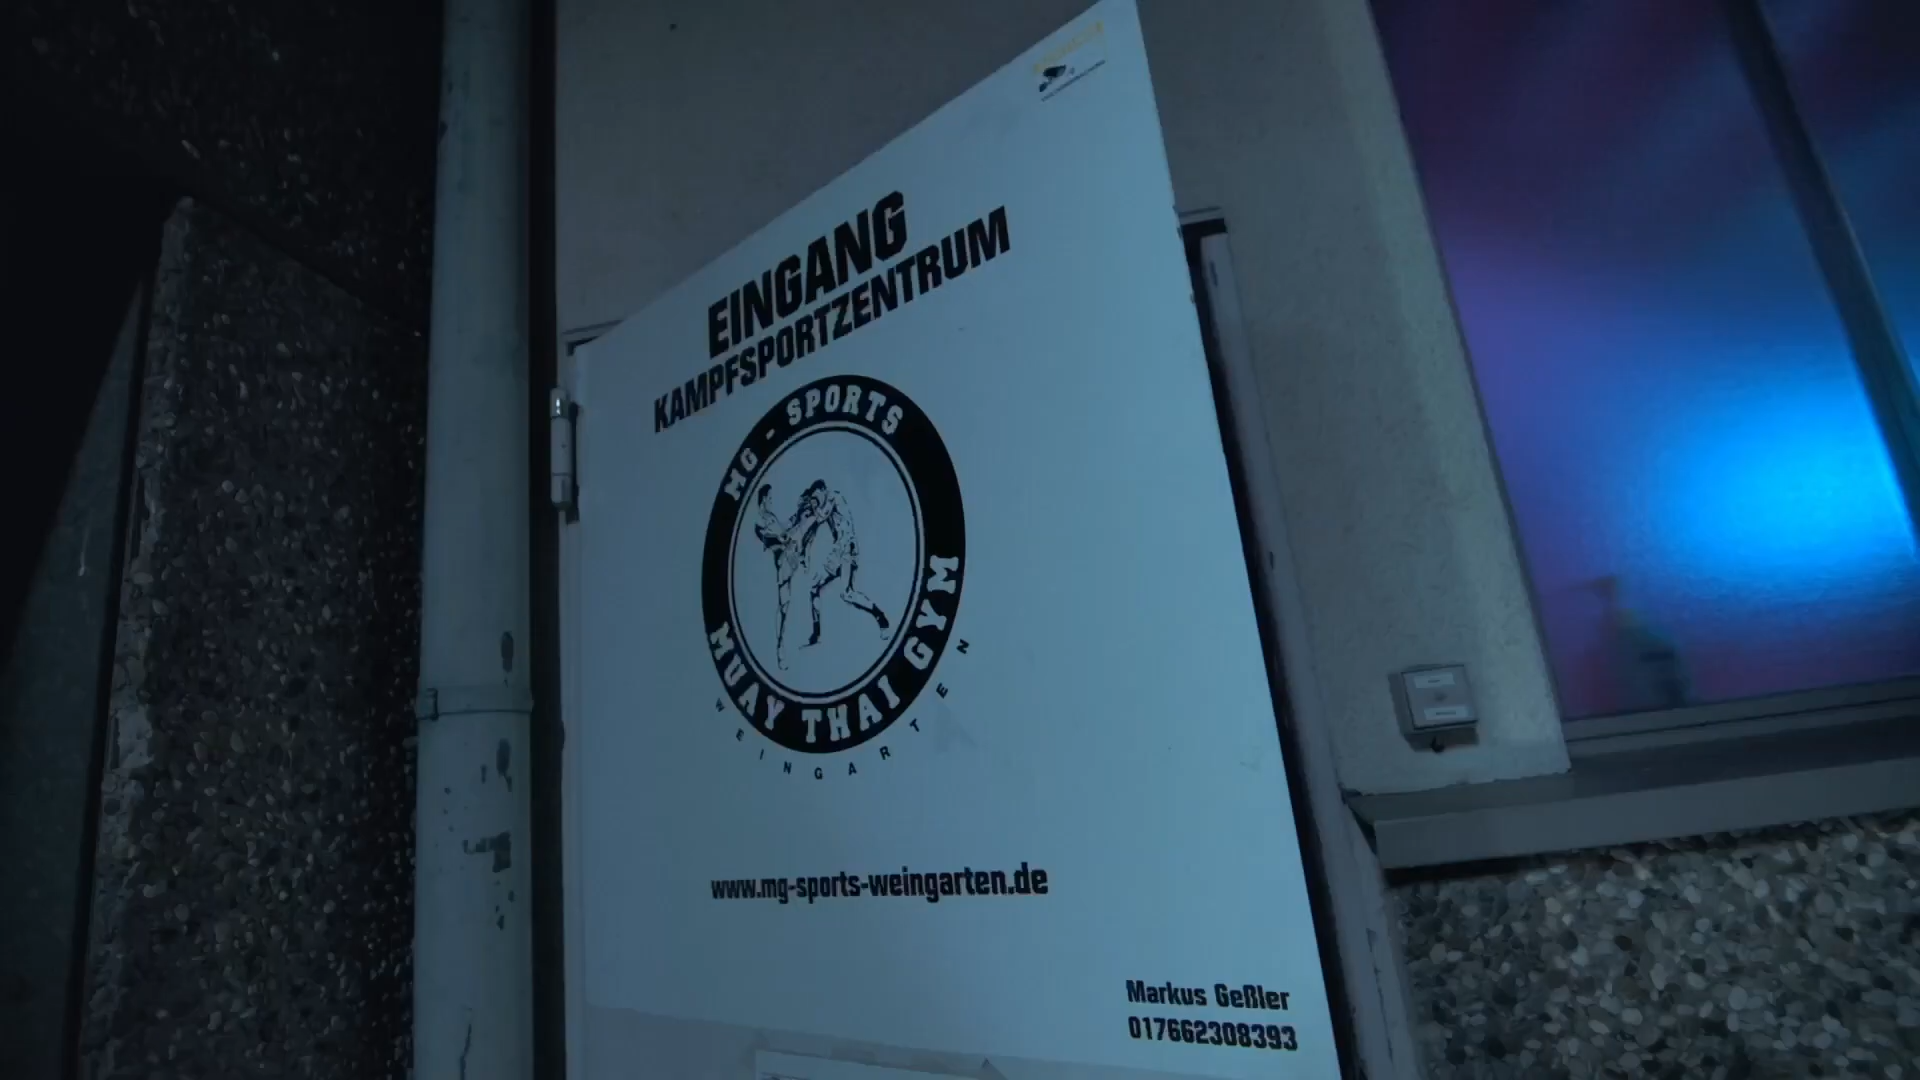 EINGANG
KAMPFSPORTZENTRUM
MG - SPORTS
MUAY THAI GYM
WEINGARTEN
www.mg-sports-weingarten.de
Markus Geßler
017662308393